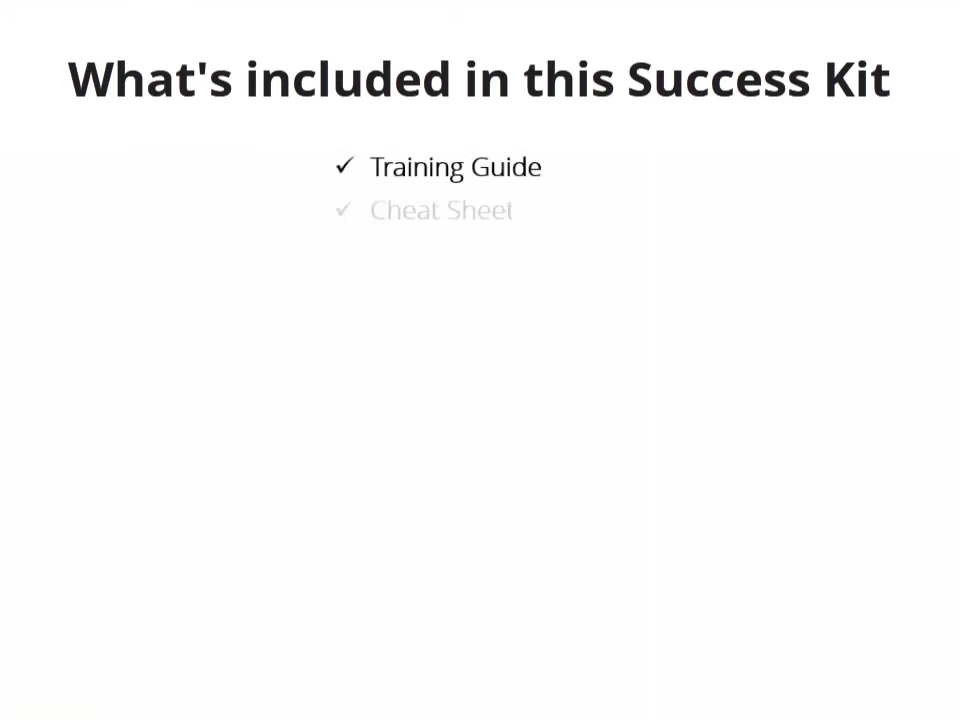 What's included in this Success Kit
✓ Training Guide
✓ Cheat Sheet